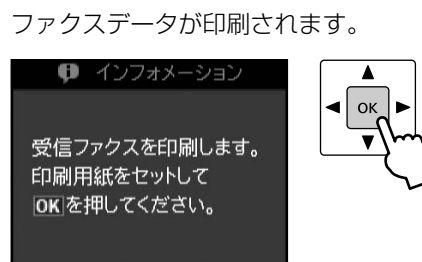 ファクスデータが印刷されます。
インフォメーション
受信ファクスを印刷します。
印刷用紙をセットして
OKを押してください。
OK